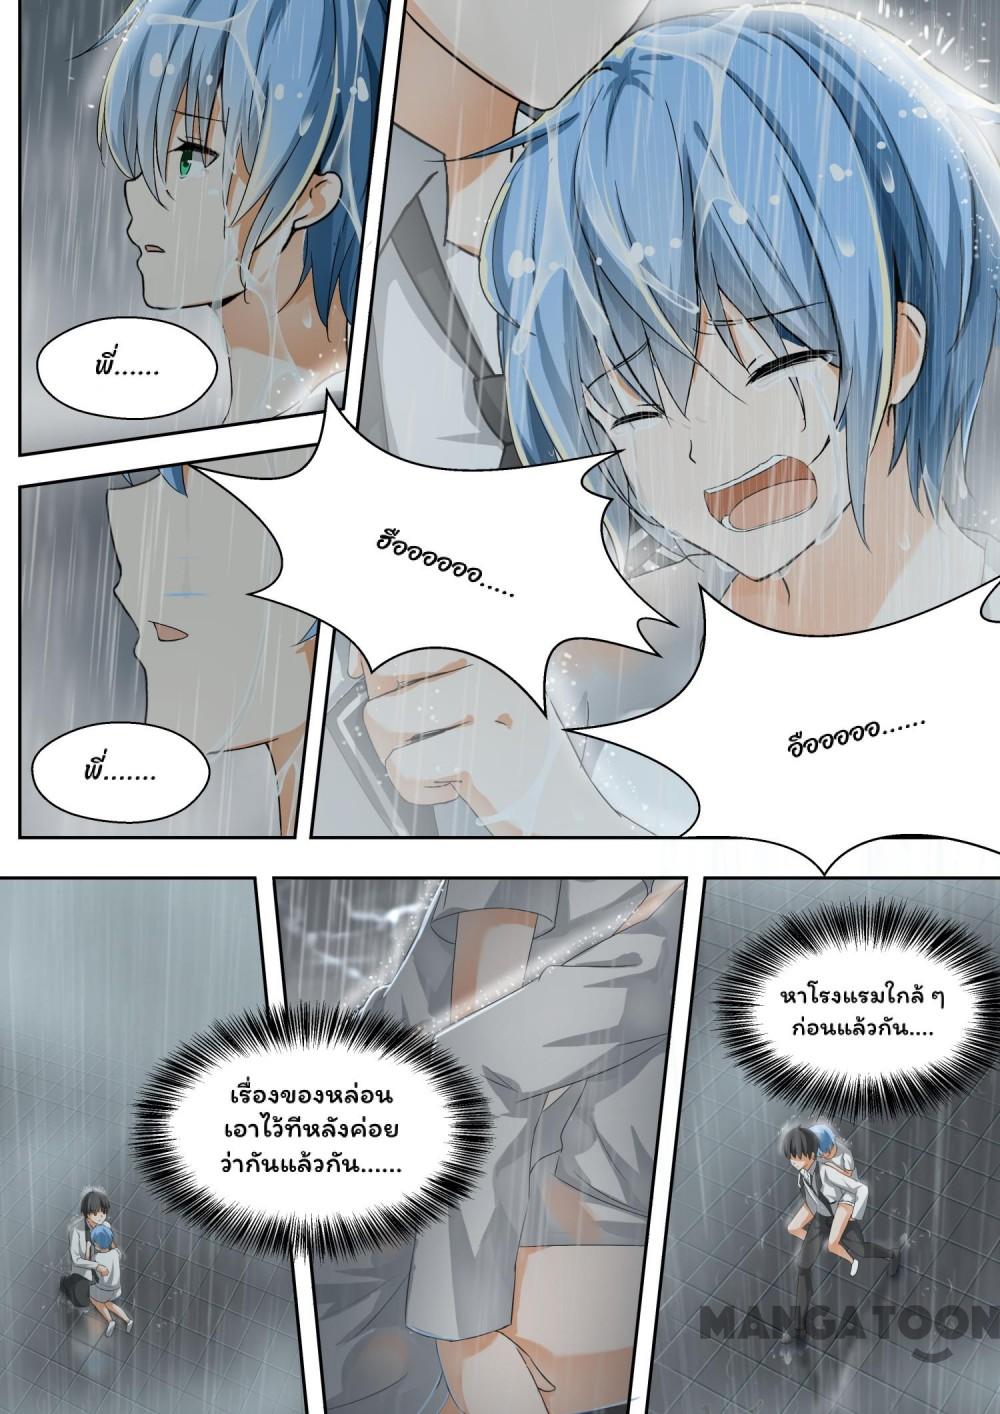 พี่......
ฮือออออออ.....
พี่.......
อือออออ......
หาโรงแรมใกล้ ๆ
ก่อนแล้วกัน....
เรื่องของหล่อน
เอาไว้ทีหลังค่อย
ว่ากันแล้วกัน......
MANGATOON